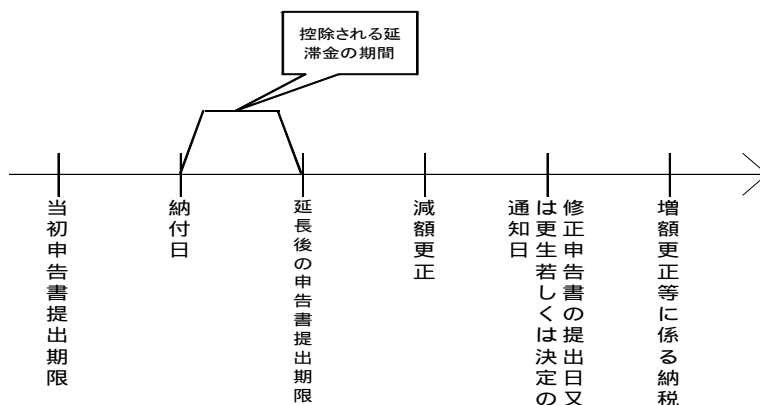 控除される延
滞金の期間
当初申告書提出期限
納付日
延長後の申告書提出期限
減額更正
修正申告書の提出日又
は更生若しくは決定の
通知日
増額更正等に係る納税